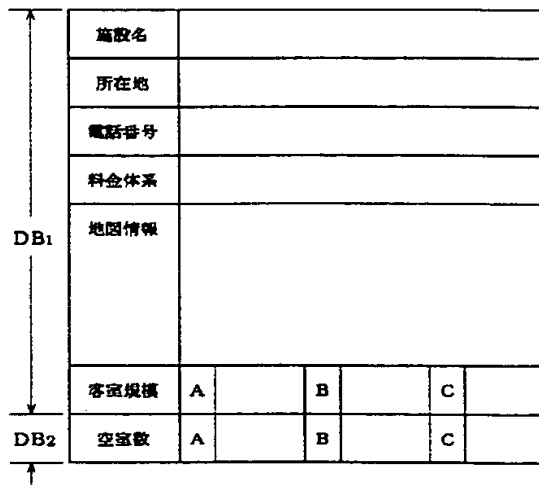 施設名
所在地
電話番号
料金体系
DB1
地図情報
客室規模 A B C
DB2 空室数 A B C